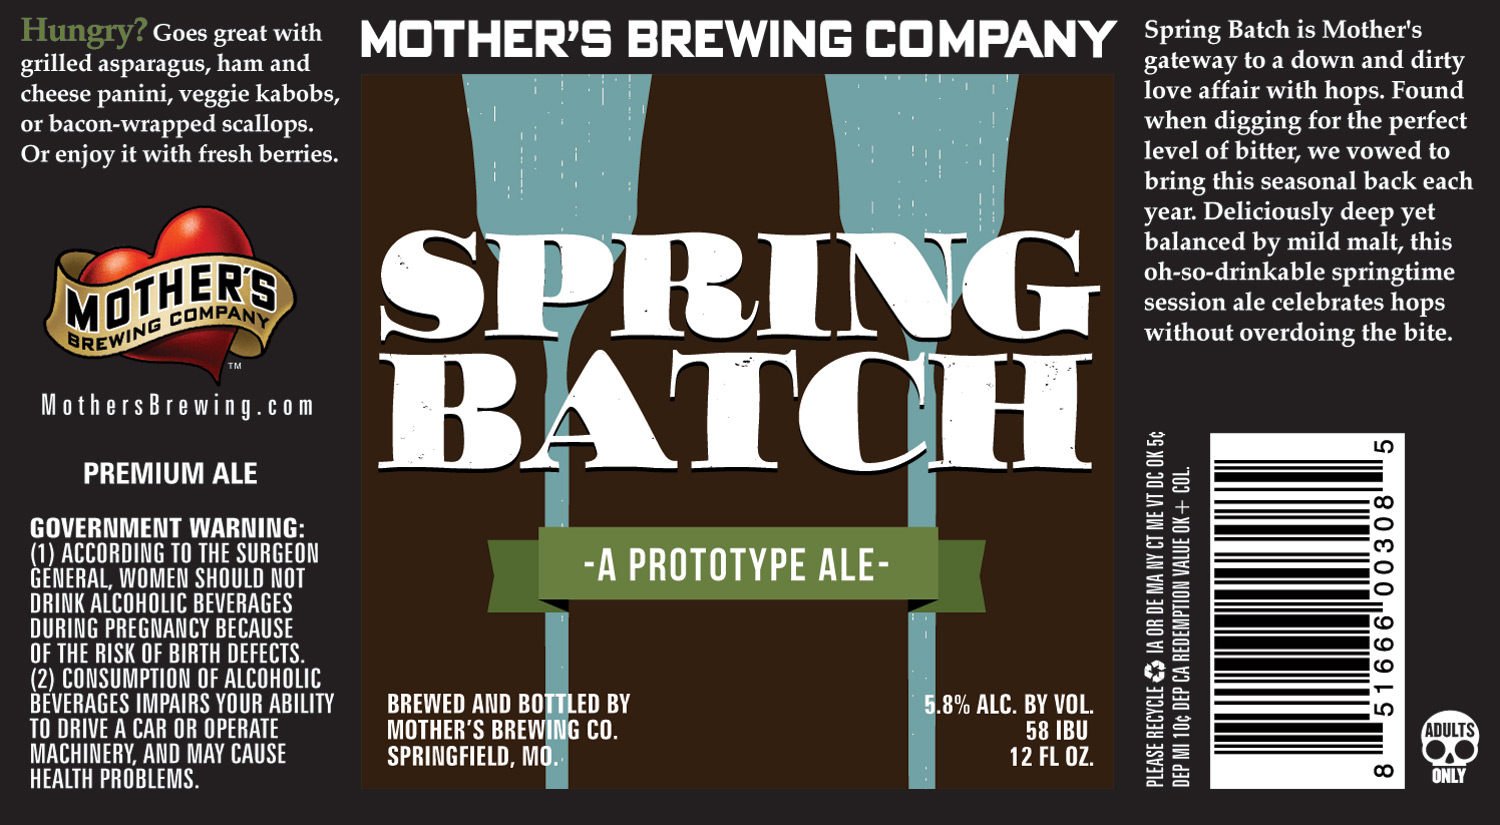 Hungry? Goes great with
grilled asparagus, ham and
cheese panini, veggie kabobs,
or bacon-wrapped scallops.
Or enjoy it with fresh berries.
MOTHER'S
BREWING COMPANY
TM
MothersBrewing.com
PREMIUM ALE
GOVERNMENT WARNING:
(1) ACCORDING TO THE SURGEON
GENERAL, WOMEN SHOULD NOT
DRINK ALCOHOLIC BEVERAGES
DURING PREGNANCY BECAUSE
OF THE RISK OF BIRTH DEFECTS.
(2) CONSUMPTION OF ALCOHOLIC
BEVERAGES IMPAIRS YOUR ABILITY
TO DRIVE A CAR OR OPERATE
MACHINERY, AND MAY CAUSE
HEALTH PROBLEMS.
MOTHER'S BREWING COMPANY
SPRING
BATCH
-A PROTOTYPE ALE-
BREWED AND BOTTLED BY
MOTHER'S BREWING CO.
SPRINGFIELD, MO.
5.8% ALC. BY VOL.
58 IBU
12 FL OZ.
Spring Batch is Mother's
gateway to a down and dirty
love affair with hops. Found
when digging for the perfect
level of bitter, we vowed to
bring this seasonal back each
year. Deliciously deep yet
balanced by mild malt, this
oh-so-drinkable springtime
session ale celebrates hops
without overdoing the bite.
PLEASE RECYCLE IA OR DE MA NY CT ME VT DC OK 5¢
DEP MI 10¢ DEP CA REDEMPTION VALUE OK+ COL.
8 51666 00308 5
ADULTS
ONLY